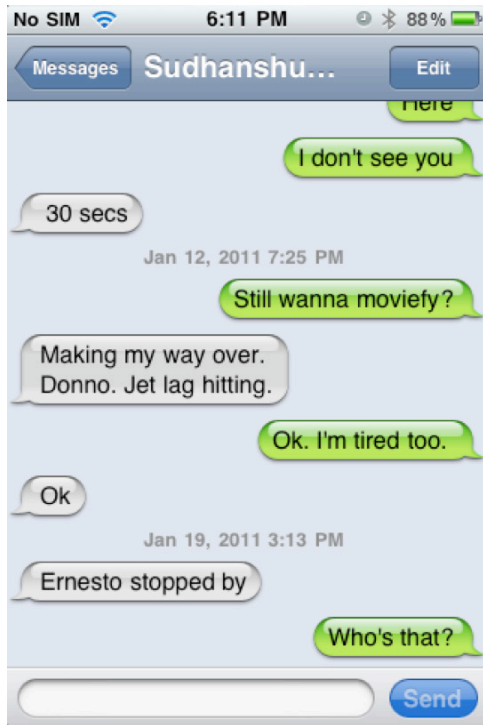 No SIM 6:11 PM 88%
Messages Sudhanshu... Edit
Here
I don't see you
30 secs
Jan 12, 2011 7:25 PM
Still wanna moviefy?
Making my way over.
Donno. Jet lag hitting.
Ok. I'm tired too.
Ok
Jan 19, 2011 3:13 PM
Ernesto stopped by
Who's that?
Send